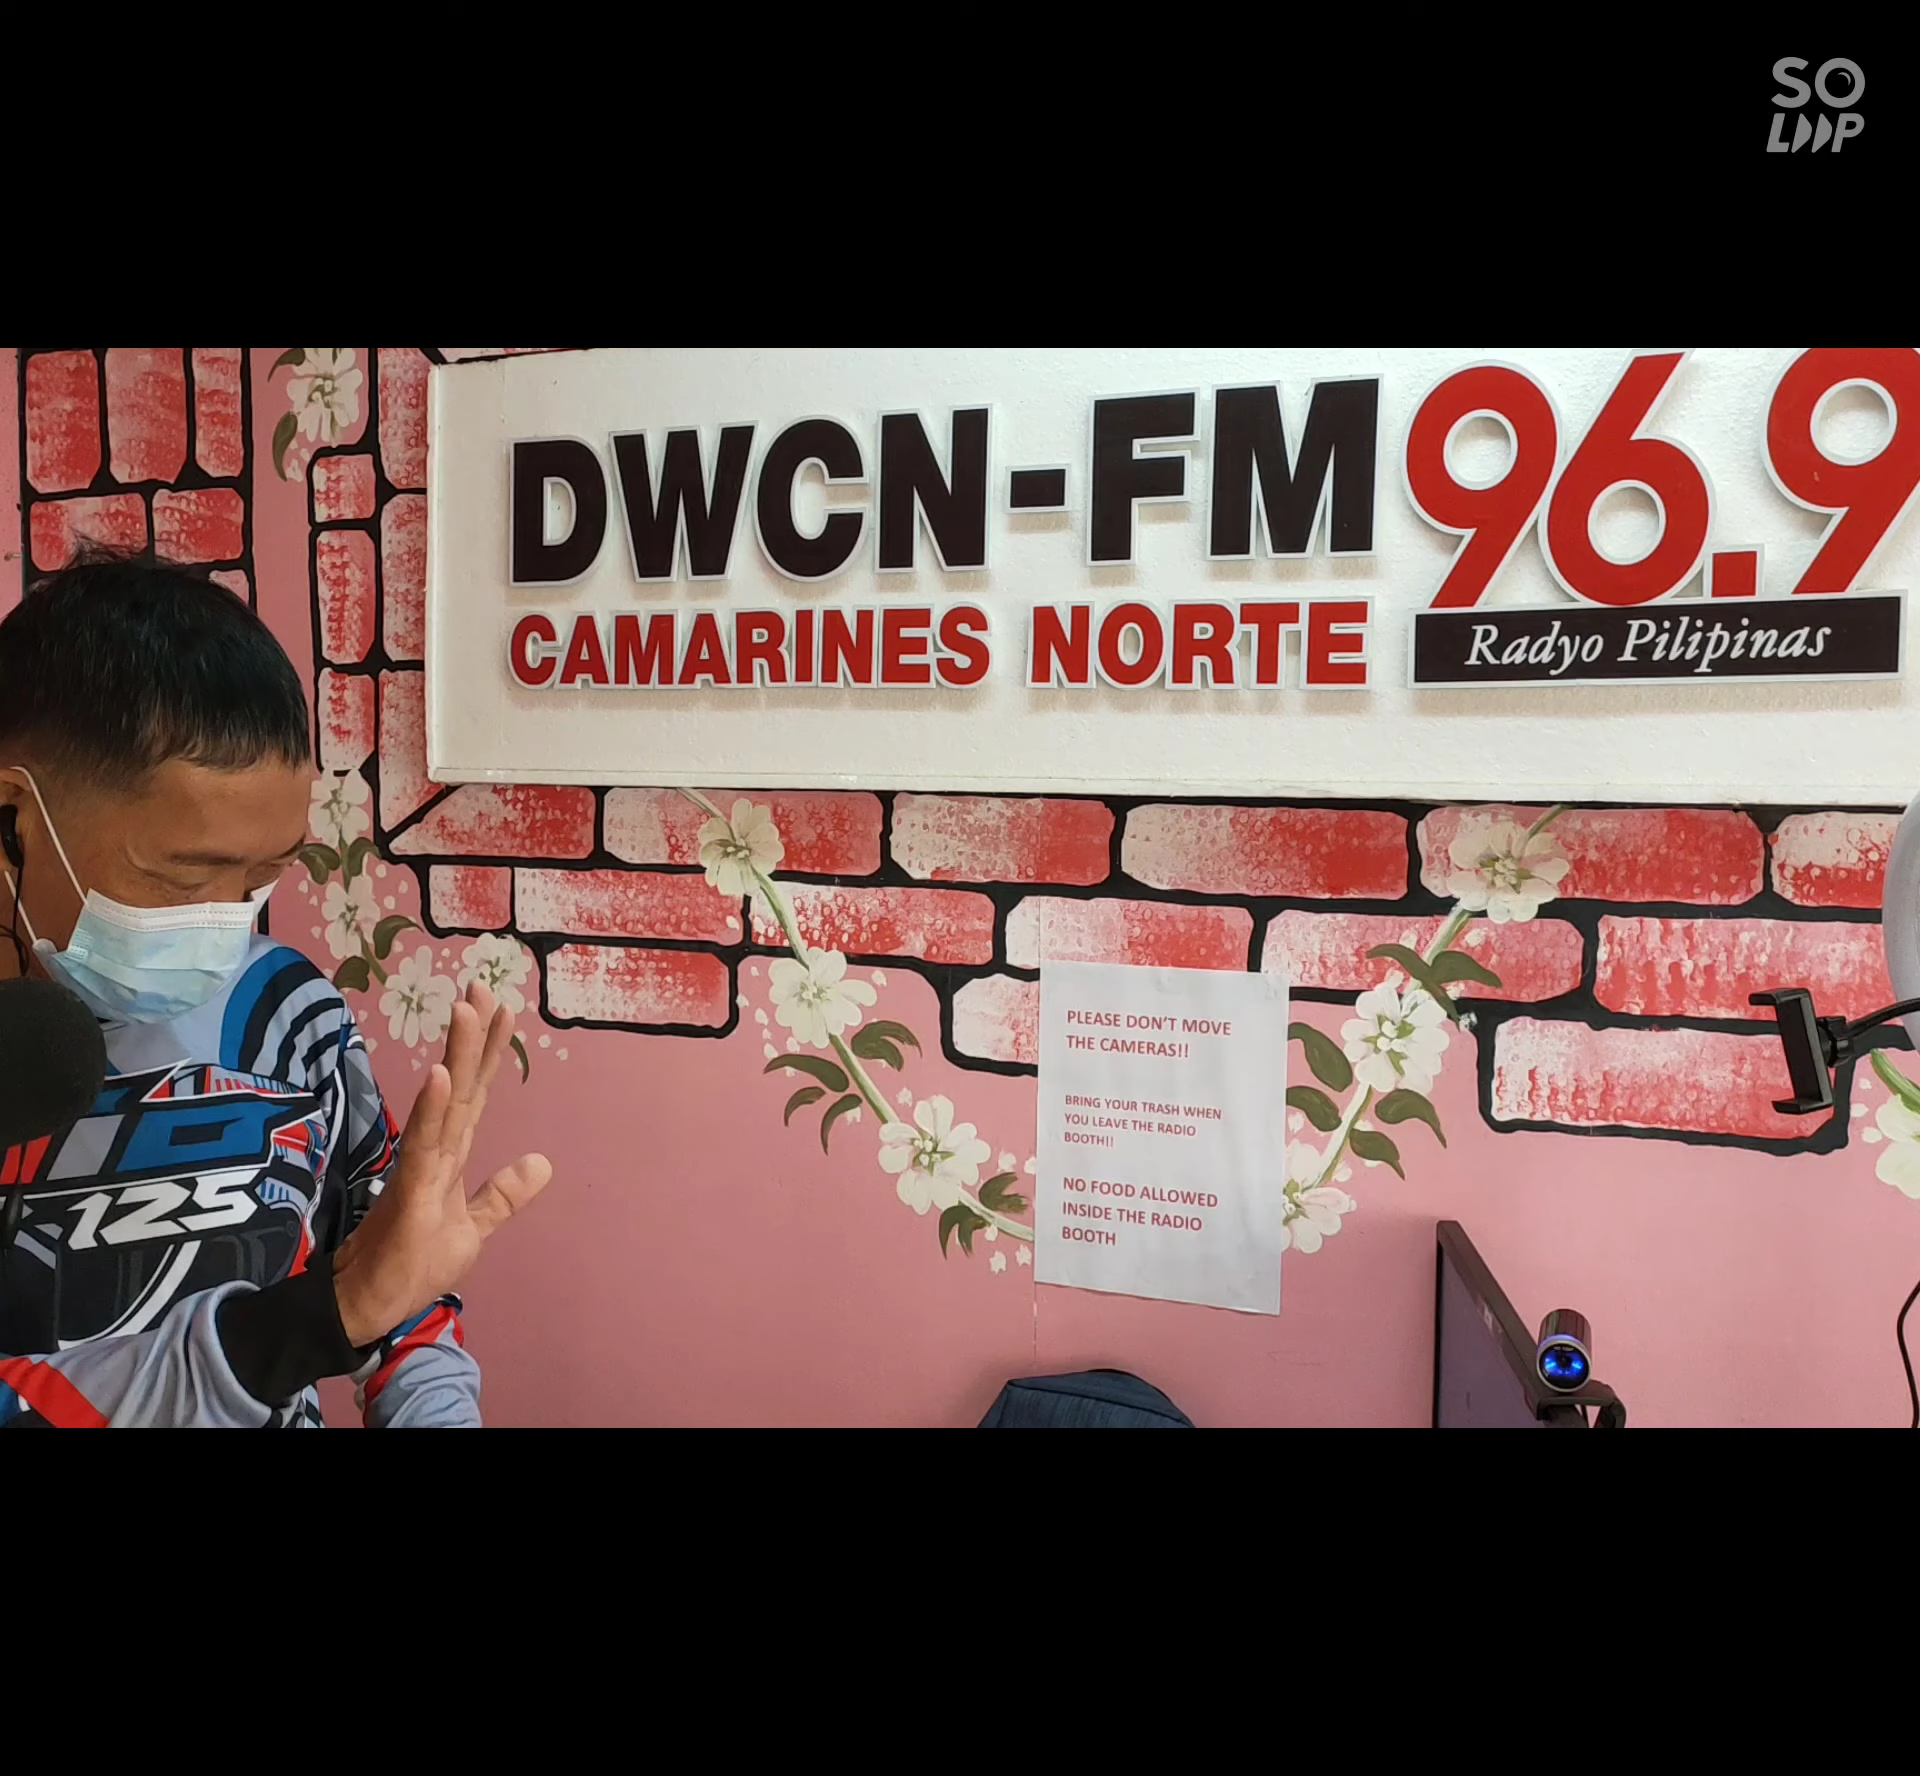 SO
LOOP
DWCN-FM 96.9
CAMARINES NORTE
Radyo Pilipinas
PLEASE DON'T MOVE
THE CAMERAS!!
BRING YOUR TRASH WHEN
YOU LEAVE THE RADIO
BOOTH!!
NO FOOD ALLOWED
INSIDE THE RADIO
BOOTH
125